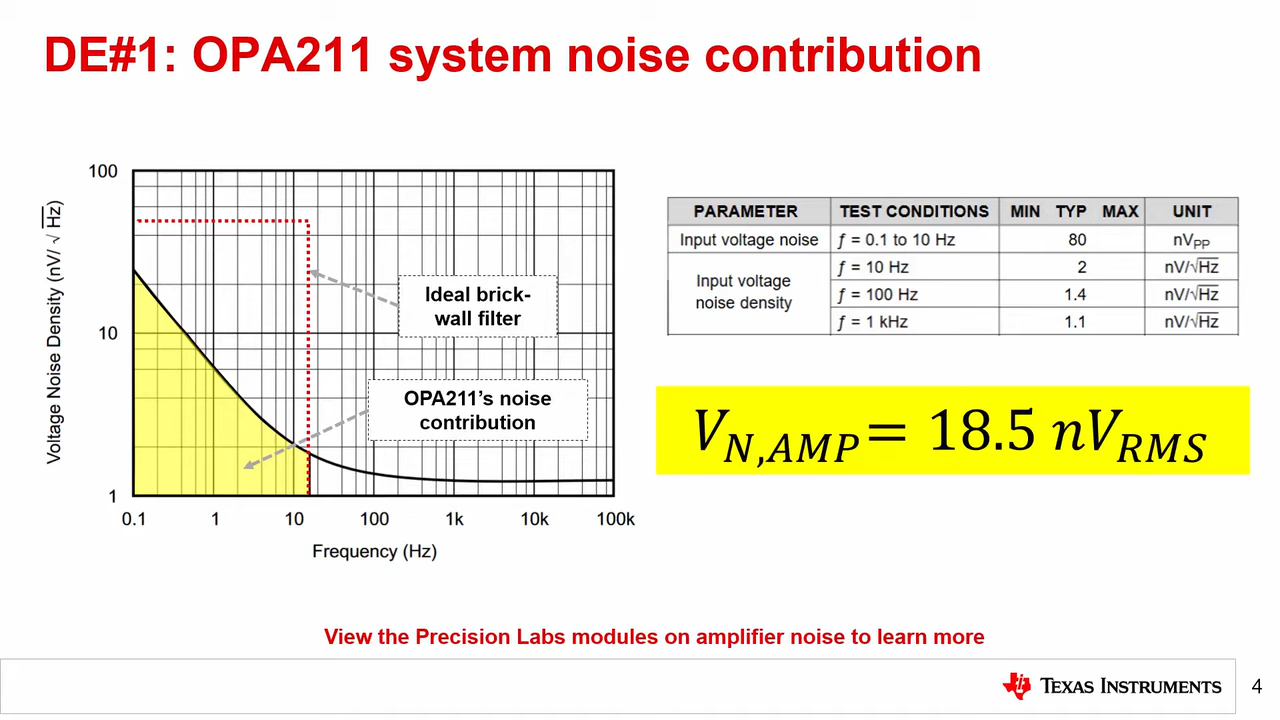 DE#1: OPA211 system noise contribution
Voltage Noise Density (nV/√Hz)
100
10
1
0.1 1 10 100 1k 10k 100k
Frequency (Hz)
Ideal brick-
wall filter
OPA211's noise
contribution
PARAMETER TEST CONDITIONS MIN TYP MAX UNIT
Input voltage noise ƒ = 0.1 to 10 Hz 80 nVPP
Input voltage
noise density
ƒ = 10 Hz 2 nV/√Hz
ƒ = 100 Hz 1.4 nV/√Hz
ƒ = 1 kHz 1.1 nV/√Hz
VN,AMP = 18.5 nVRMS
View the Precision Labs modules on amplifier noise to learn more
TEXAS INSTRUMENTS
4